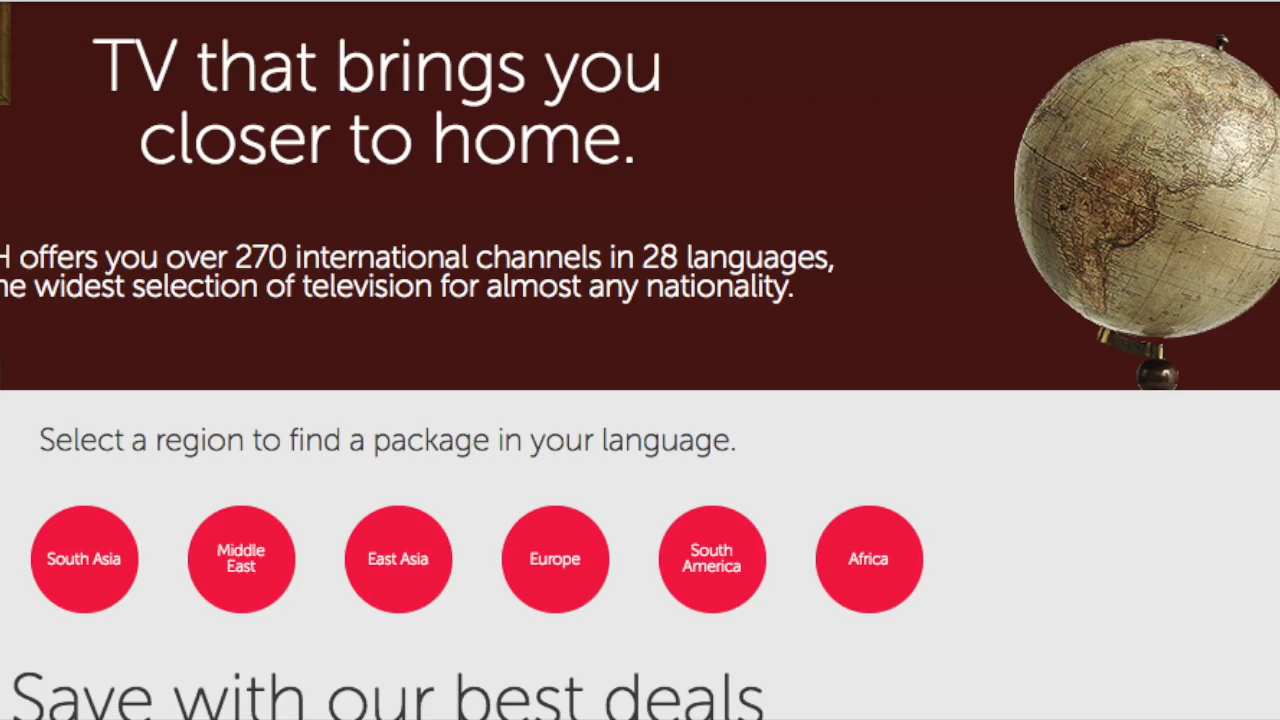 TV that brings you
closer to home.
offers you over 270 international channels in 28 languages,
widest selection of television for almost any nationality.
Select a region to find a package in your language.
South Asia
Middle
East
East Asia
Europe
South
America
Africa
Save with our best deals